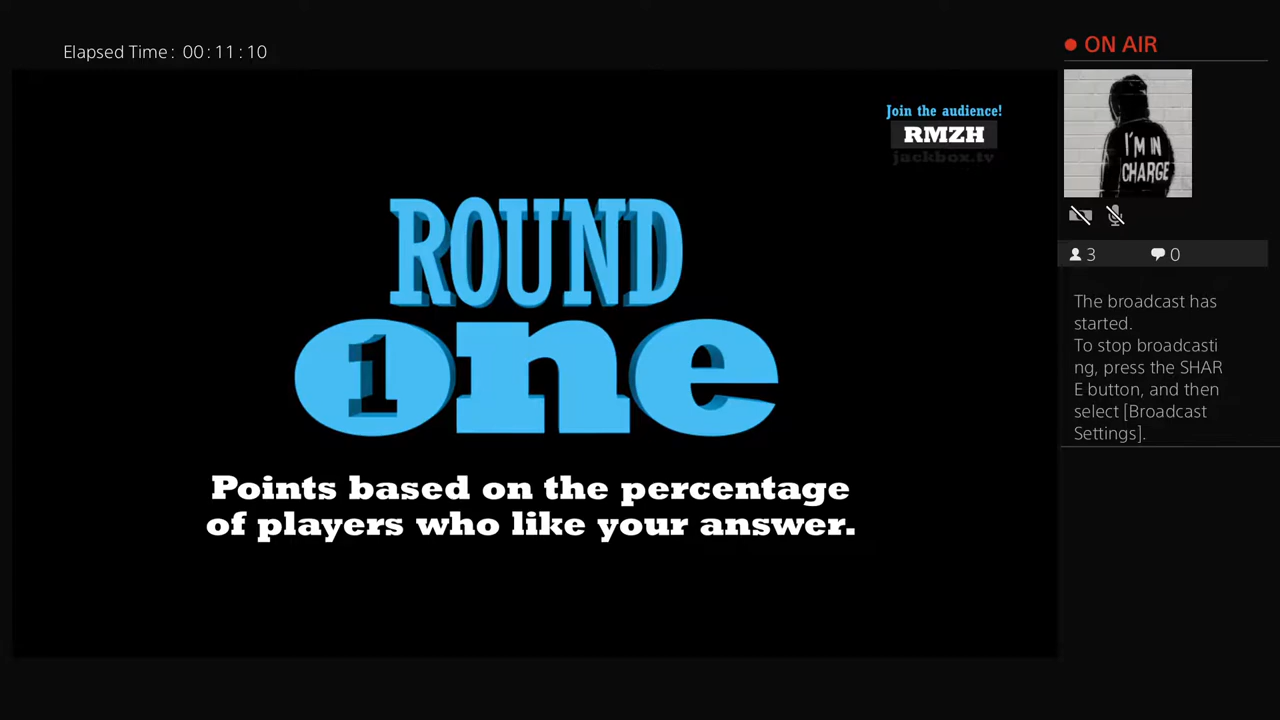 Elapsed Time: 00:11:10
ON AIR
Join the audience!
RMZH
jackbox.tv
I'M IN
CHARGE
3
0
ROUND
One
1
Points based on the percentage
of players who like your answer.
The broadcast has
started.
To stop broadcasti
ng, press the SHAR
E button, and then
select [Broadcast
Settings].